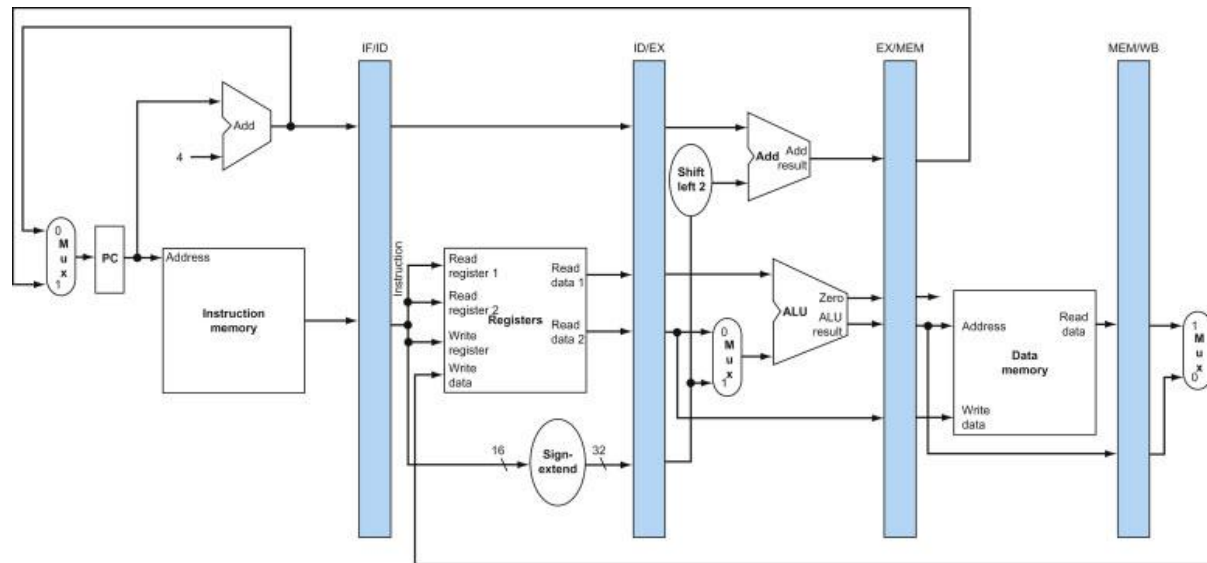 IF/ID
ID/EX
EX/MEM
MEM/WB
Add
4
Add
Add
result
Shift
left 2
0
M
u
x
1
PC
Address
Instruction
memory
Instruction
Read
register 1
Read
register 2
Write
register
Write
data
Registers
Read
data 1
Read
data 2
0
M
u
x
1
Zero
ALU
ALU
result
Address
Read
data
Data
memory
Write
data
1
M
u
x
0
16
Sign-
extend
32